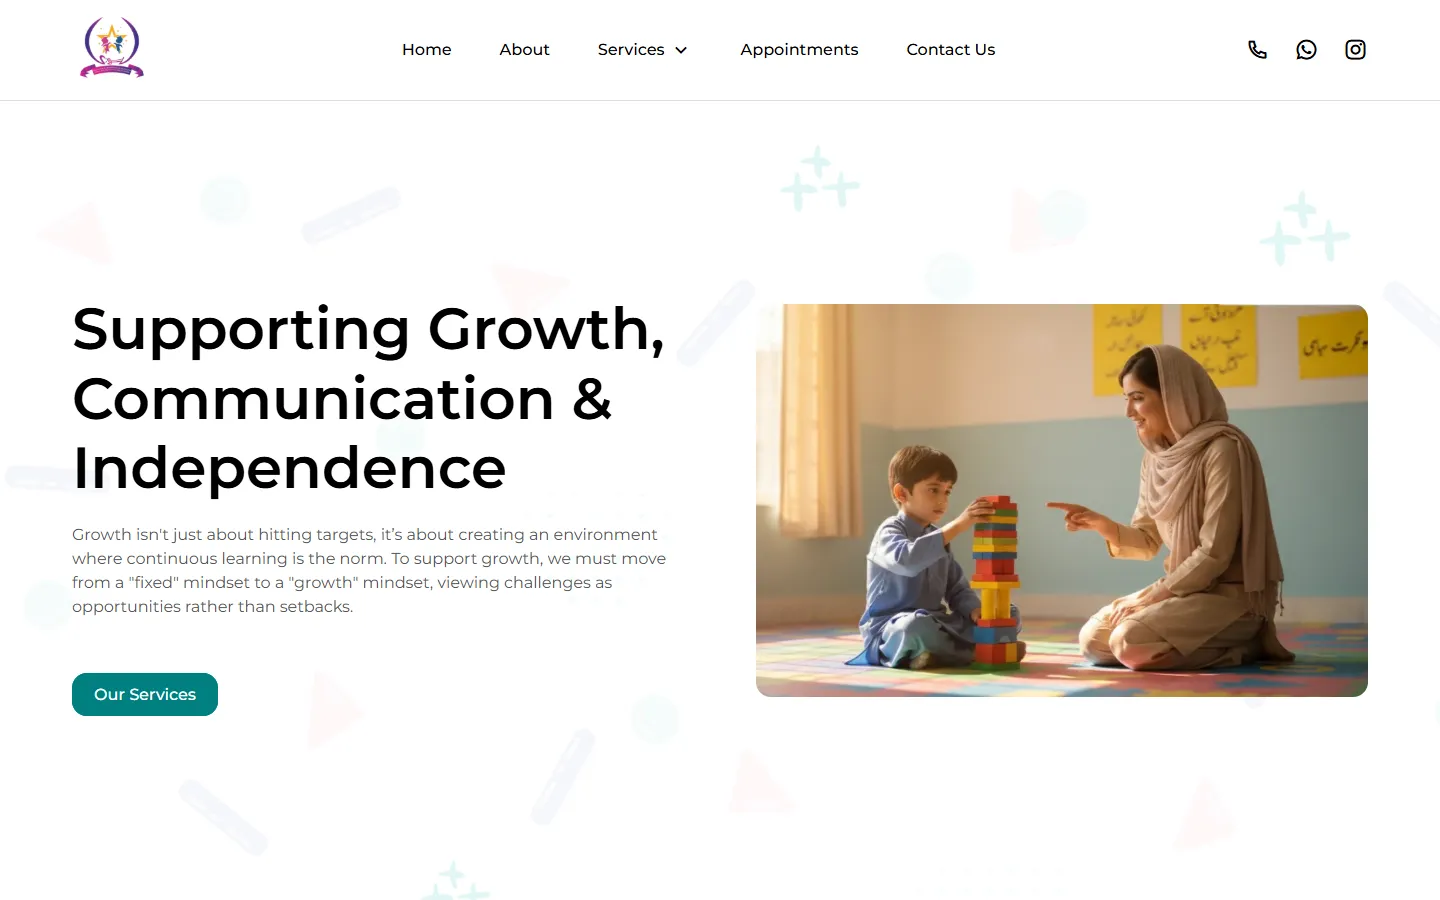 Home
About
Services
Appointments
Contact Us
Supporting Growth,
Communication &
Independence
Growth isn't just about hitting targets, it’s about creating an environment
where continuous learning is the norm. To support growth, we must move
from a "fixed" mindset to a "growth" mindset, viewing challenges as
opportunities rather than setbacks.
Our Services